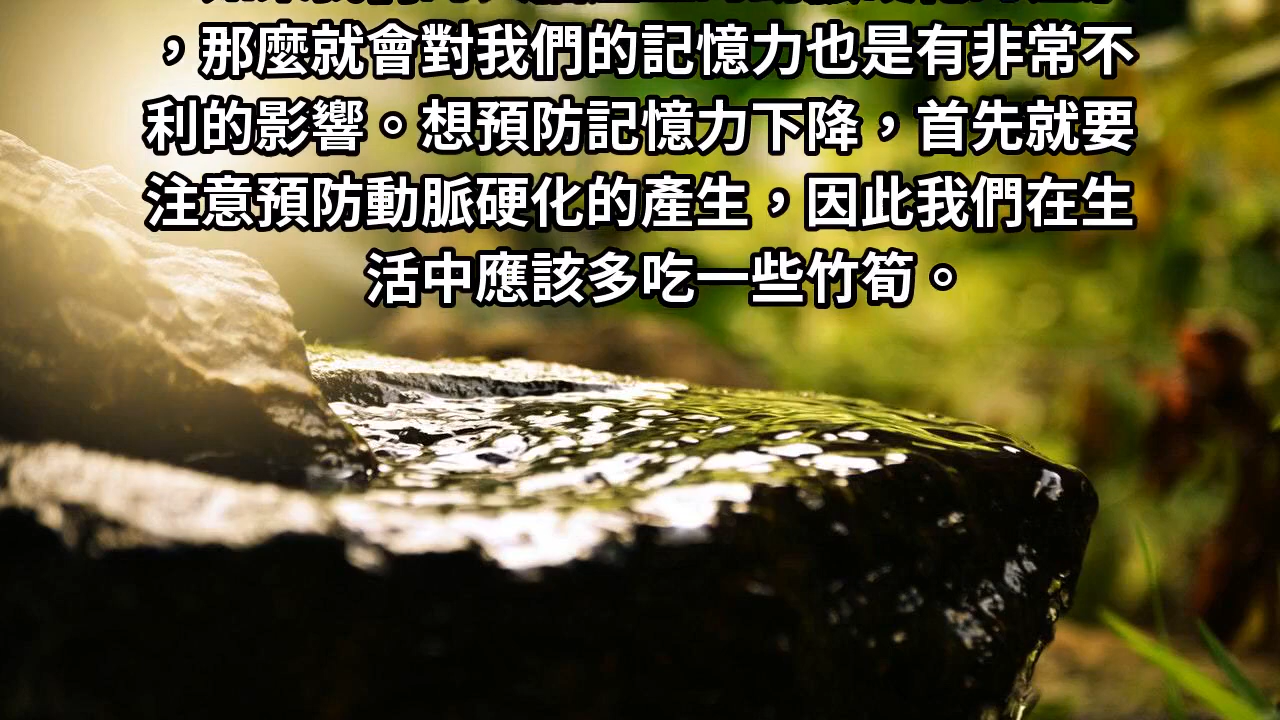 ，那麼就會對我們的記憶力也是有非常不
利的影響。想預防記憶力下降，首先就要
注意預防動脈硬化的產生，因此我們在生
活中應該多吃一些竹筍。